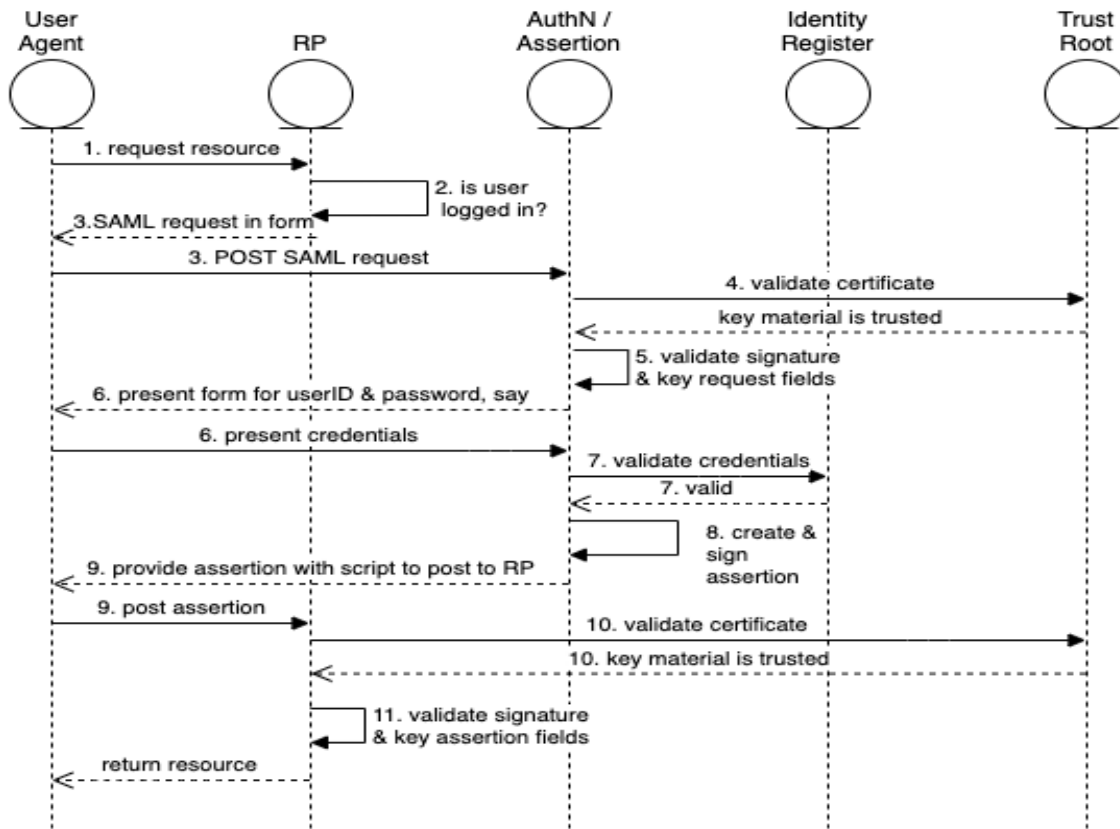 User
Agent
RP
AuthN /
Assertion
Identity
Register
Trust
Root
1. request resource
2. is user
logged in?
3.SAML request in form
3. POST SAML request
4. validate certificate
key material is trusted
5. validate signature
& key request fields
6. present form for userID & password, say
6. present credentials
7. validate credentials
7. valid
8. create &
sign
assertion
9. provide assertion with script to post to RP
9. post assertion
10. validate certificate
10. key material is trusted
11. validate signature
& key assertion fields
return resource